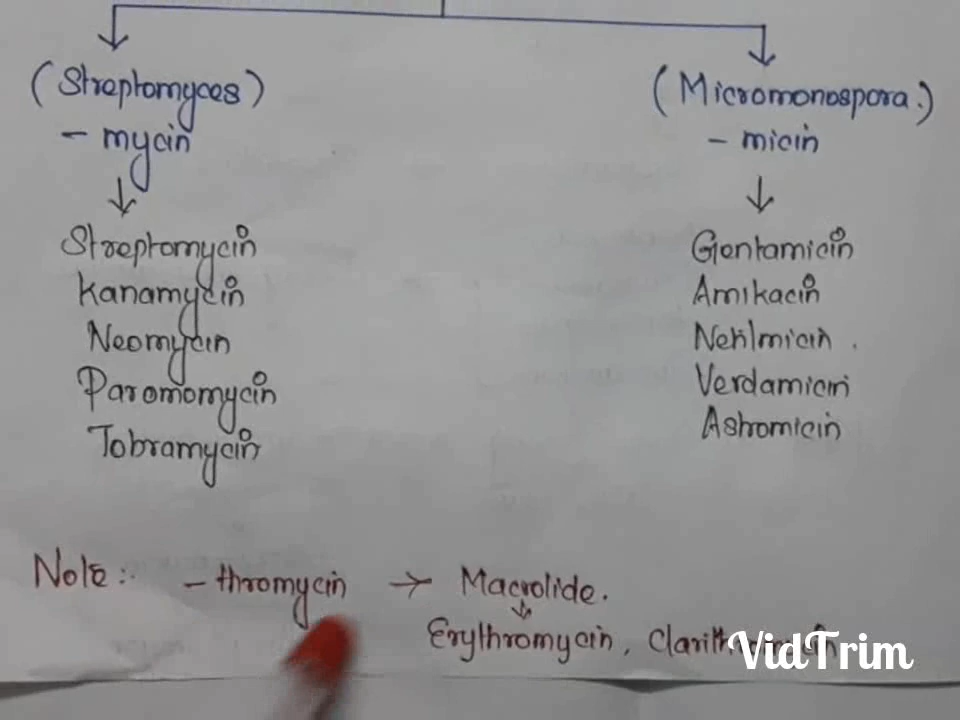 (Streptomyces)
- mycin
Streptomycin
Kanamycin
Neomycin
Paromomycin
Tobramycin
(Micromonospora.)
- micin
Gentamicin
Amikacin
Netilmicin.
Verdamicin
Astromicin
Note:- - thromycin → Macrolide.
Erythromycin, Clarithromycin
VidTrim